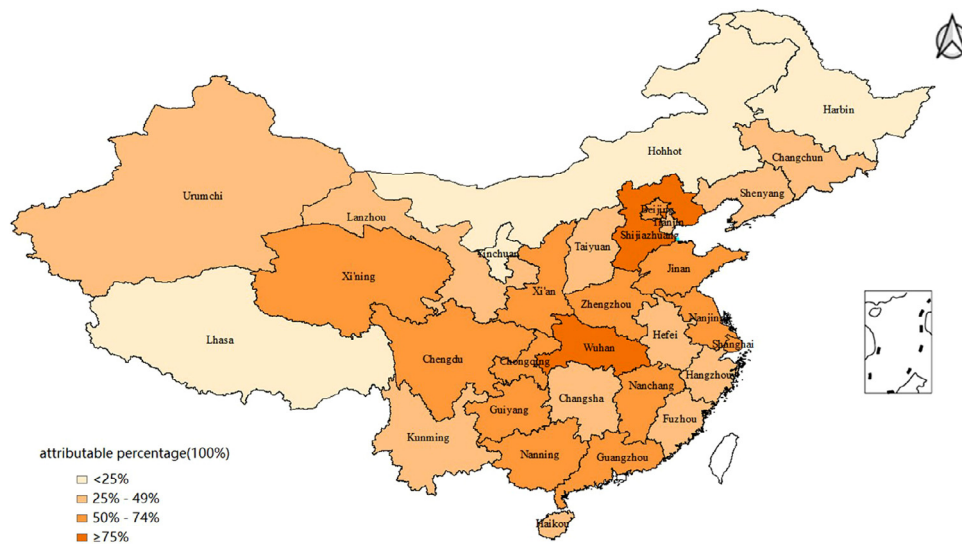 Harbin
Hohhot
Changchun
Urumchi
Shenyang
Lanzhou
Beijing
Tianjin
Shijiazhuang
Taiyuan
Yinchuan
Xi'ning
Jinan
Xi'an
Zhengzhou
Nanjing
Hefei
Shanghai
Lhasa
Wuhan
Chengdu
Chongqing
Hangzhou
Nanchang
Changsha
Guiyang
Fuzhou
Kunming
Nanning
Guangzhou
Haikou
attributable percentage(100%)
<25%
25% - 49%
50% - 74%
≥75%